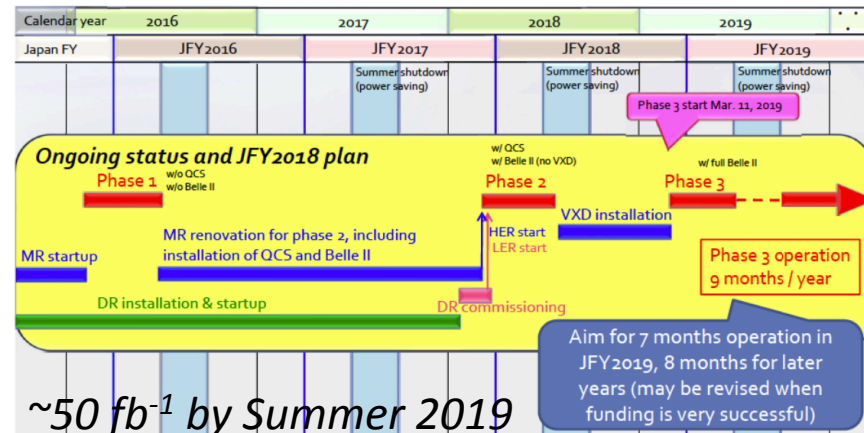 Calendar year 2016 2017 2018 2019 . . .
Japan FY JFY2016 JFY2017 JFY2018 JFY2019
Summer shutdown (power saving)
Summer shutdown (power saving)
Summer shutdown (power saving)
Phase 3 start Mar. 11, 2019
Ongoing status and JFY2018 plan
Phase 1
w/o QCS
w/o Belle II
w/ QCS
w/ Belle II (no VXD)
Phase 2
w/ full Belle II
Phase 3
MR startup
MR renovation for phase 2, including
installation of QCS and Belle II
HER start
LER start
VXD installation
DR installation & startup
DR commissioning
Phase 3 operation
9 months / year
Aim for 7 months operation in
JFY2019, 8 months for later
years (may be revised when
funding is very successful)
~50 fb⁻¹ by Summer 2019